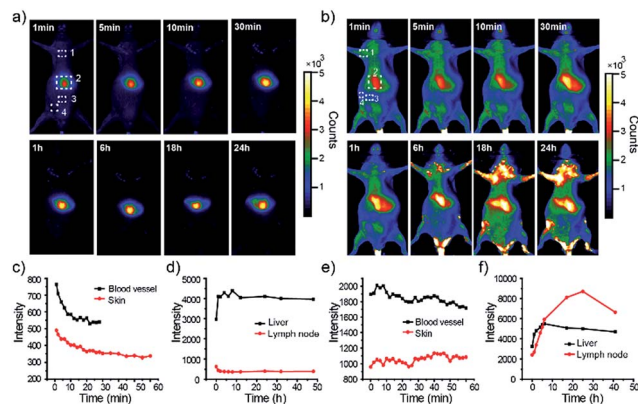 a)
1min 5min 10min 30min
1
2
3
4
×10³
5
4
3
2
1
Counts
1h 6h 18h 24h
b)
1min 5min 10min 30min
1
2
4 3
×10³
5
4
3
2
1
Counts
1h 6h 18h 24h
c)
Intensity
800
700
600
500
400
300
Blood vessel
Skin
0 10 20 30 40 50 60
Time (min)
d)
Intensity
5000
4000
3000
2000
1000
0
Liver
Lymph node
0 10 20 30 40 50
Time (h)
e)
Intensity
2000
1800
1600
1400
1200
1000
800
Blood vessel
Skin
0 10 20 30 40 50 60
Time (min)
f)
Intensity
10000
8000
6000
4000
2000
0
Liver
Lymph node
0 10 20 30 40 50
Time (h)